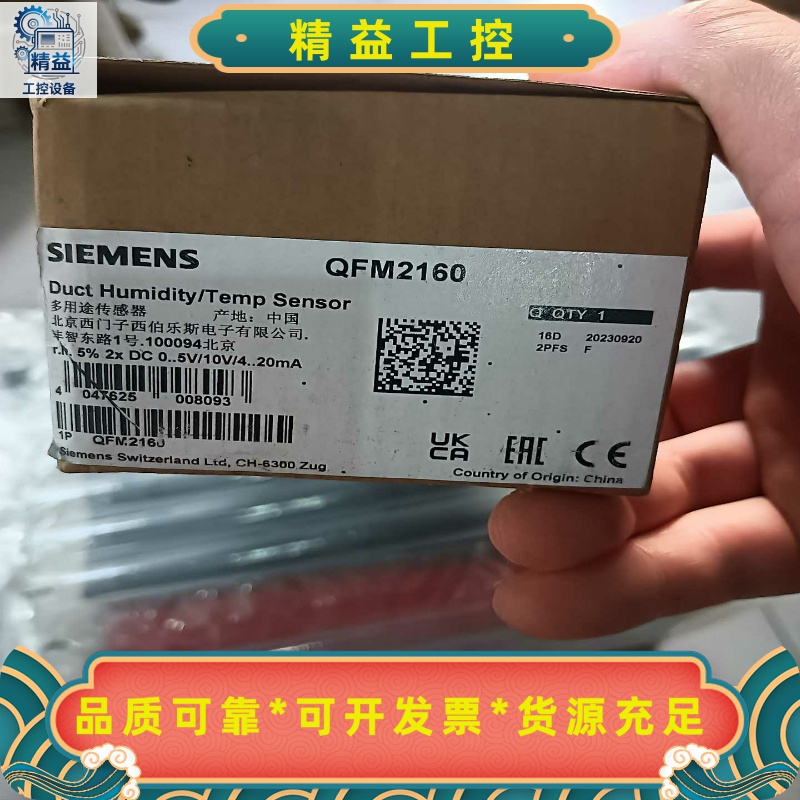 精益
工控设备
精益工控
SIEMENS
QFM2160
Duct Humidity/Temp Sensor
多用途传感器 产地: 中国
北京西门子西伯乐斯电子有限公司.
丰智东路1号.100094北京
r.h. 5% 2x DC 0..5V/10V/4..20mA
Q QTY 1
16D 20230920
2PFS F
4 047625 008093
1P QFM2160
Siemens Switzerland Ltd, CH-6300 Zug
UK
CA
EAC
CE
Country of Origin: China
品质可靠*可开发票*货源充足